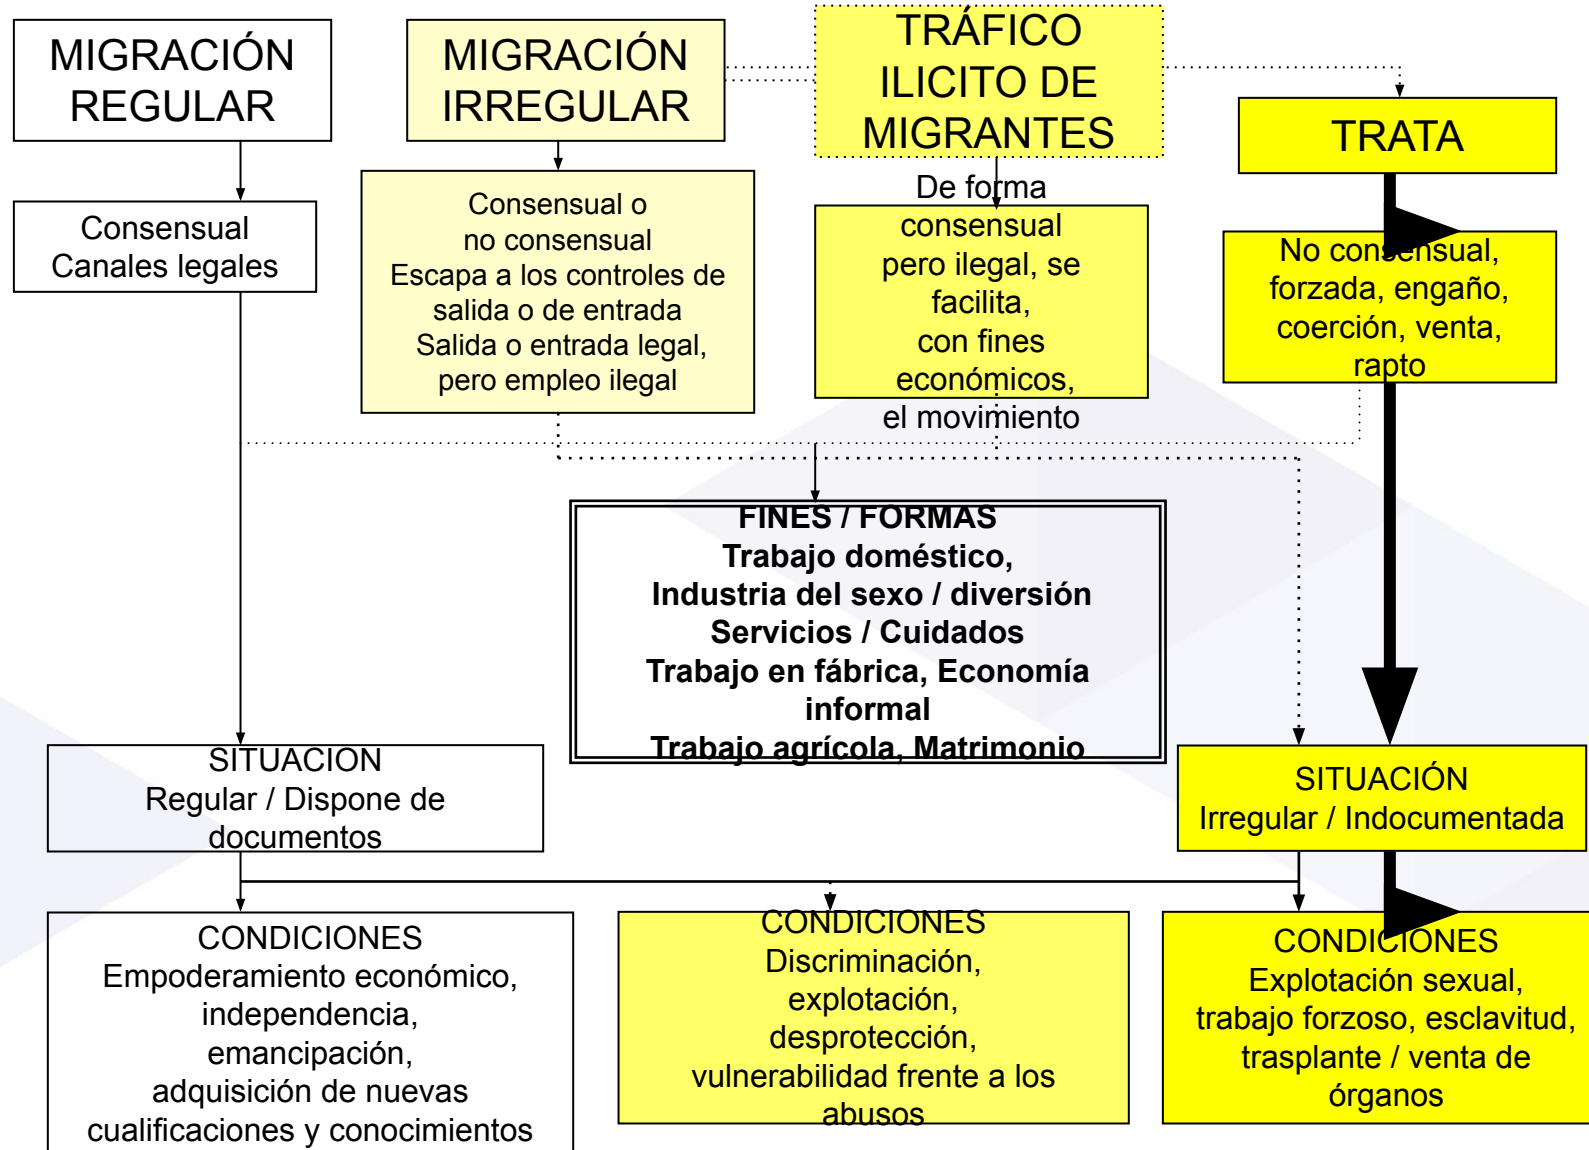 MIGRACIÓN
REGULAR
MIGRACIÓN
IRREGULAR
TRÁFICO
ILICITO DE
MIGRANTES
TRATA
Consensual
Canales legales
Consensual o
no consensual
Escapa a los controles de
salida o de entrada
Salida o entrada legal,
pero empleo ilegal
De forma
consensual
pero ilegal, se
facilita,
con fines
económicos,
el movimiento
No consensual,
forzada, engaño,
coerción, venta,
rapto
FINES / FORMAS
Trabajo doméstico,
Industria del sexo / diversión
Servicios / Cuidados
Trabajo en fábrica, Economía
informal
Trabajo agrícola, Matrimonio
SITUACION
Regular / Dispone de
documentos
SITUACIÓN
Irregular / Indocumentada
CONDICIONES
Empoderamiento económico,
independencia,
emancipación,
adquisición de nuevas
cualificaciones y conocimientos
CONDICIONES
Discriminación,
explotación,
desprotección,
vulnerabilidad frente a los
abusos
CONDICIONES
Explotación sexual,
trabajo forzoso, esclavitud,
trasplante / venta de
órganos